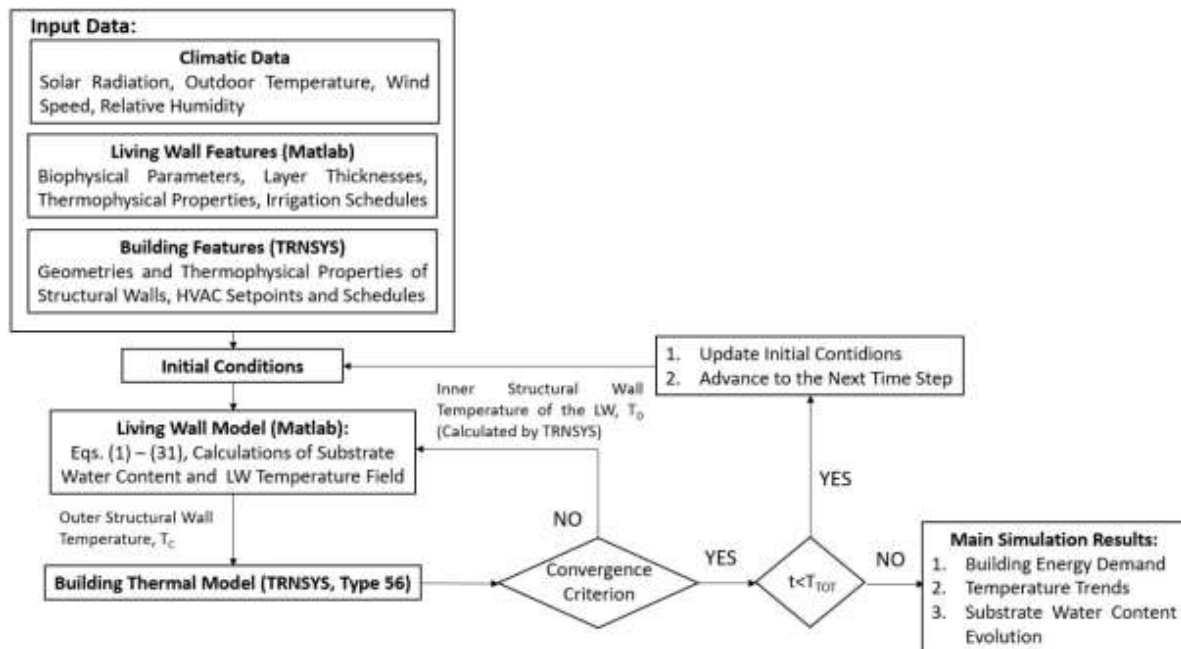 Input Data:
Climatic Data
Solar Radiation, Outdoor Temperature, Wind
Speed, Relative Humidity
Living Wall Features (Matlab)
Biophysical Parameters, Layer Thicknesses,
Thermophysical Properties, Irrigation Schedules
Building Features (TRNSYS)
Geometries and Thermophysical Properties of
Structural Walls, HVAC Setpoints and Schedules
Initial Conditions
1. Update Initial Contidions
2. Advance to the Next Time Step
Inner Structural Wall
Temperature of the LW, T_D
(Calculated by TRNSYS)
Living Wall Model (Matlab):
Eqs. (1) – (31), Calculations of Substrate
Water Content and LW Temperature Field
Outer Structural Wall
Temperature, T_C
Building Thermal Model (TRNSYS, Type 56)
Convergence
Criterion
NO
YES
t<T_TOT
YES
NO
Main Simulation Results:
1. Building Energy Demand
2. Temperature Trends
3. Substrate Water Content
Evolution